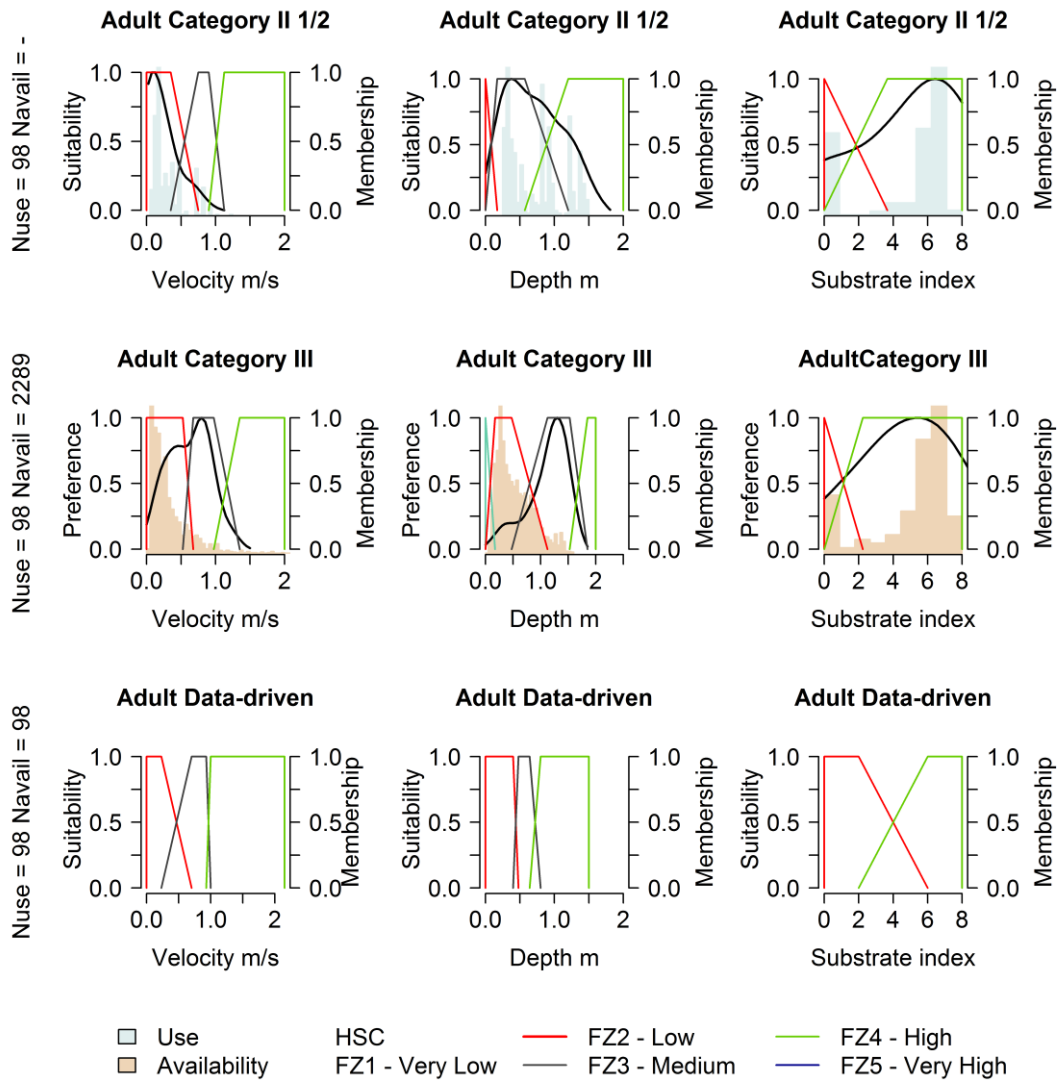 Adult Category II 1/2
Adult Category II 1/2
Adult Category II 1/2
Nuse = 98 Navail = -
Suitability
1.0
0.5
0.0
1.0
0.5
0.0
Membership
0.0 1.0 2
Velocity m/s
Suitability
1.0
0.5
0.0
1.0
0.5
0.0
Membership
0.0 1.0 2
Depth m
Suitability
1.0
0.5
0.0
1.0
0.5
0.0
Membership
0 2 4 6 8
Substrate index
Adult Category III
Adult Category III
AdultCategory III
Nuse = 98 Navail = 2289
Preference
1.0
0.5
0.0
1.0
0.5
0.0
Membership
0.0 1.0 2
Velocity m/s
Preference
1.0
0.5
0.0
1.0
0.5
0.0
Membership
0.0 1.0 2
Depth m
Preference
1.0
0.5
0.0
1.0
0.5
0.0
Membership
0 2 4 6 8
Substrate index
Adult Data-driven
Adult Data-driven
Adult Data-driven
Nuse = 98 Navail = 98
Suitability
1.0
0.5
0.0
1.0
0.5
0.0
Membership
0.0 1.0 2
Velocity m/s
Suitability
1.0
0.5
0.0
1.0
0.5
0.0
Membership
0.0 1.0 2
Depth m
Suitability
1.0
0.5
0.0
1.0
0.5
0.0
Membership
0 2 4 6 8
Substrate index
Use HSC FZ2 - Low FZ4 - High
Availability FZ1 - Very Low FZ3 - Medium FZ5 - Very High